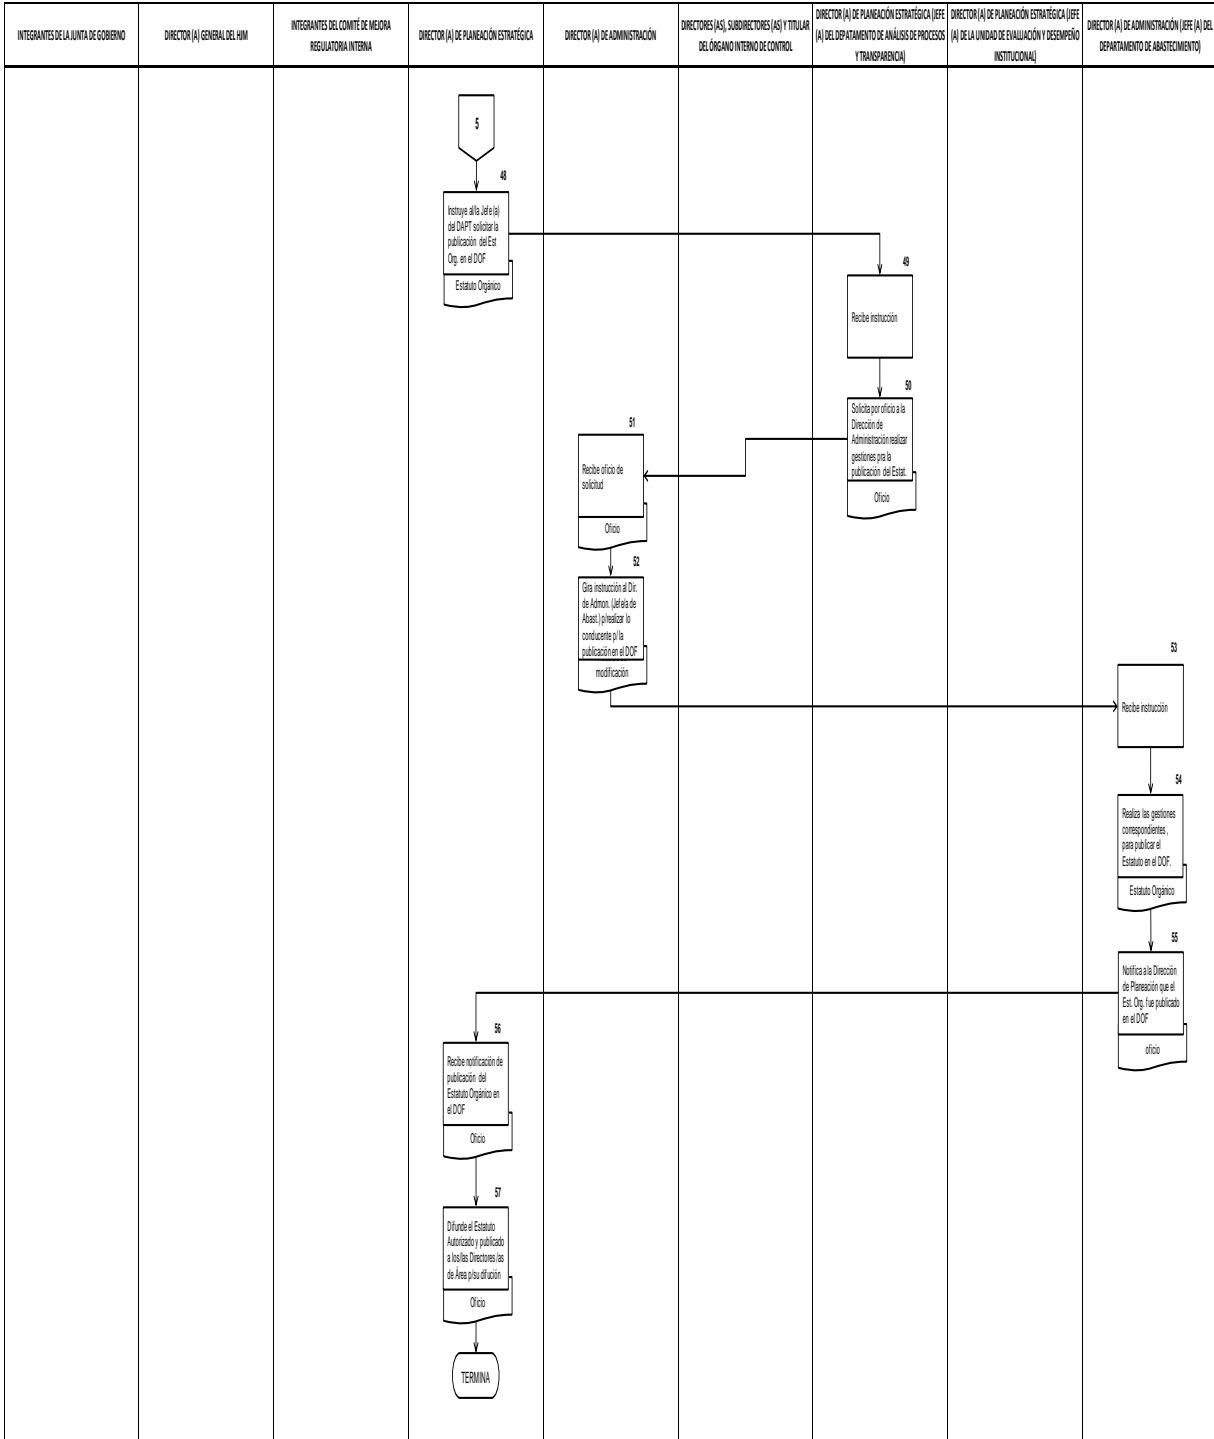 INTEGRANTES DE LA JUNTA DE GOBIERNO
DIRECTOR (A) GENERAL DEL HJM
INTEGRANTES DEL COMITÉ DE MEJORA
REGULATORIA INTERNA
DIRECTOR (A) DE PLANEACIÓN ESTRATÉGICA
DIRECTOR (A) DE ADMINISTRACIÓN
DIRECTORES (AS), SUBDIRECTORES (AS) Y TITULAR
DEL ÓRGANO INTERNO DE CONTROL
DIRECTOR (A) DE PLANEACIÓN ESTRATÉGICA (JEFE
(A) DEL DEPATAMENTO DE ANÁLISIS DE PROCESOS
Y TRANSPARENCIA)
DIRECTOR (A) DE PLANEACIÓN ESTRATÉGICA (JEFE
(A) DE LA UNIDAD DE EVALUACIÓN Y DESEMPEÑO
INSTITUCIONAL)
DIRECTOR (A) DE ADMINISTRACIÓN (JEFE (A) DEL
DEPARTAMENTO DE ABASTECIMIENTO)
5
48
Instruye al/la Jefe (a)
del DAPT solicitar la
publicación del Est
Org. en el DOF
Estatuto Orgánico
49
Recibe instrucción
50
Solicita por oficio a la
Dirección de
Administración realizar
gestiones pra la
publicación del Estat.
Oficio
51
Recibe oficio de
solicitud
Oficio
52
Gira instrucción al Dir.
de Admon. (Jefe/a de
Abast.) p/realizar lo
conducente p/ la
publicación en el DOF
modificación
53
Recibe instrucción
54
Realiza las gestiones
correspondientes ,
para publicar el
Estatuto en el DOF.
Estatuto Orgánico
55
Notifica a la Dirección
de Planeación que el
Est. Org. fue publicado
en el DOF
oficio
56
Recibe notificación de
publicación del
Estatuto Orgánico en
el DOF
Oficio
57
Difunde el Estatuto
Autorizado y publicado
a los/las Directores /as
de Área p/su difución
Oficio
TERMINA